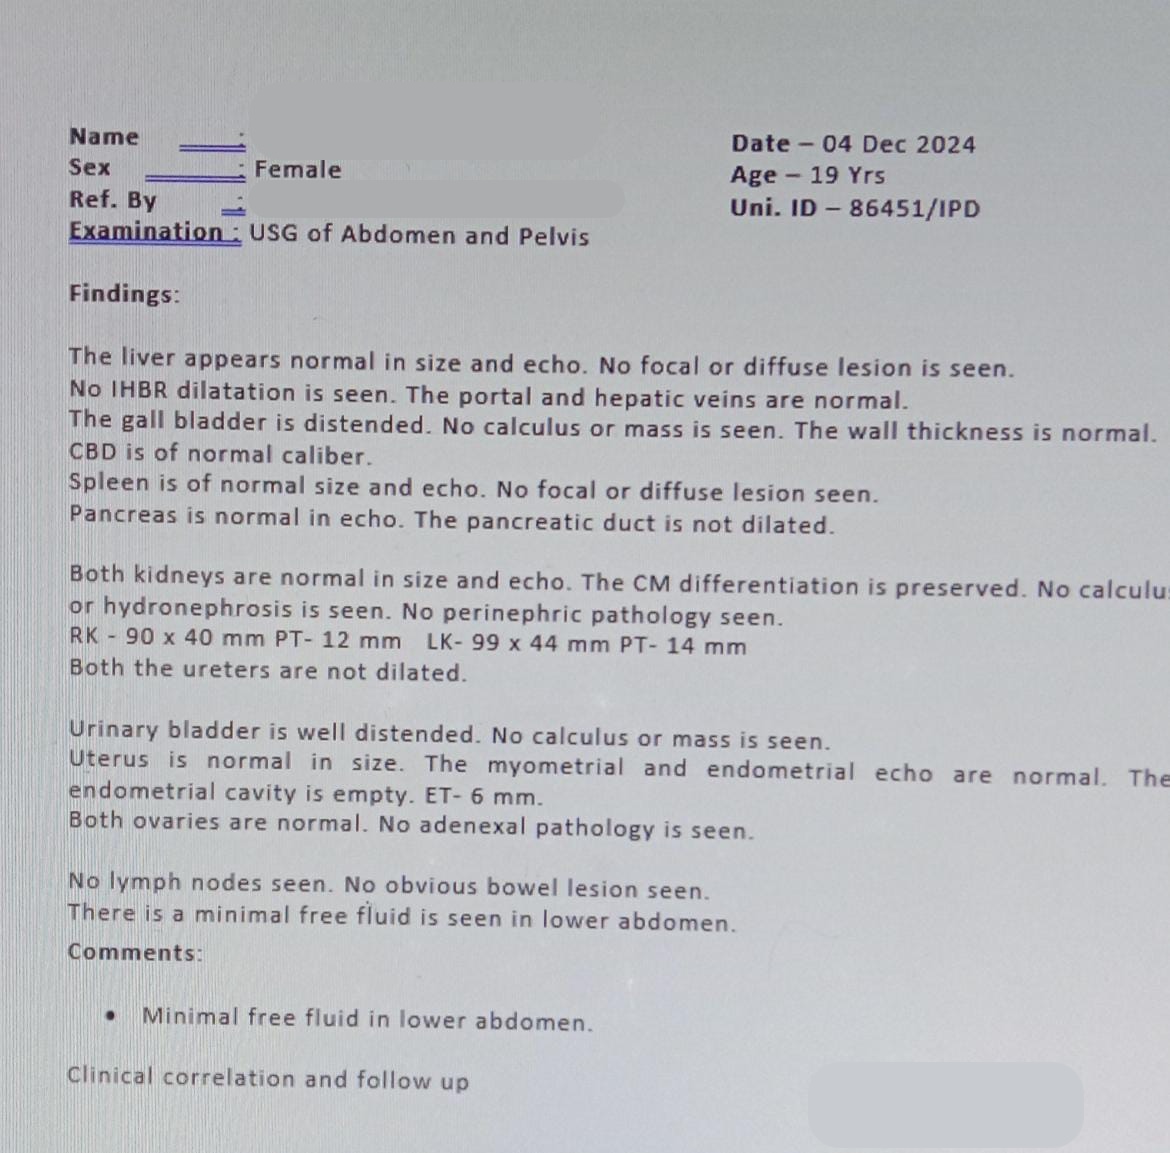 Name :
Date – 04 Dec 2024
Sex : Female
Age – 19 Yrs
Ref. By :
Uni. ID – 86451/IPD
Examination : USG of Abdomen and Pelvis
Findings:
The liver appears normal in size and echo. No focal or diffuse lesion is seen.
No IHBR dilatation is seen. The portal and hepatic veins are normal.
The gall bladder is distended. No calculus or mass is seen. The wall thickness is normal.
CBD is of normal caliber.
Spleen is of normal size and echo. No focal or diffuse lesion seen.
Pancreas is normal in echo. The pancreatic duct is not dilated.
Both kidneys are normal in size and echo. The CM differentiation is preserved. No calculus
or hydronephrosis is seen. No perinephric pathology seen.
RK - 90 x 40 mm PT- 12 mm LK- 99 x 44 mm PT- 14 mm
Both the ureters are not dilated.
Urinary bladder is well distended. No calculus or mass is seen.
Uterus is normal in size. The myometrial and endometrial echo are normal. The
endometrial cavity is empty. ET- 6 mm.
Both ovaries are normal. No adenexal pathology is seen.
No lymph nodes seen. No obvious bowel lesion seen.
There is a minimal free fluid is seen in lower abdomen.
Comments:
• Minimal free fluid in lower abdomen.
Clinical correlation and follow up